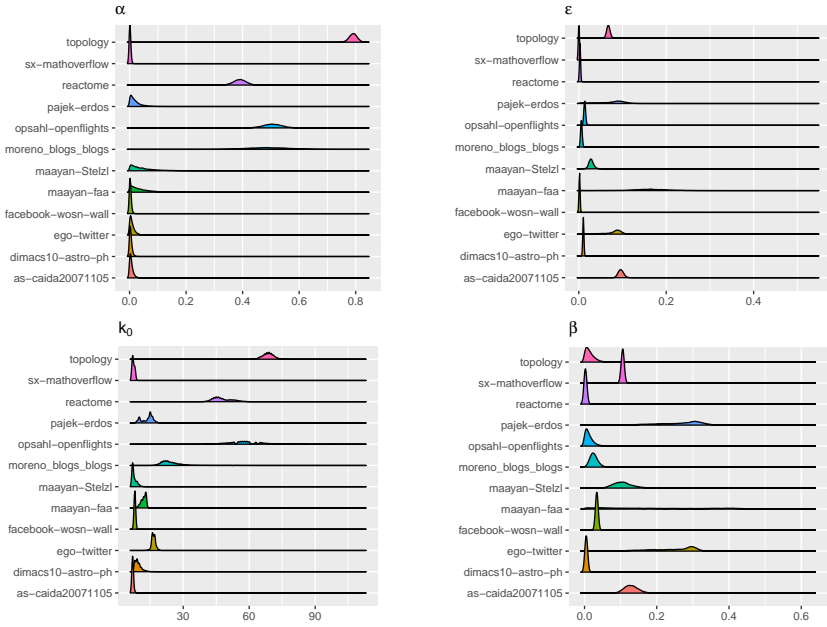 α
topology
sx−mathoverflow
reactome
pajek−erdos
opsahl−openflights
moreno_blogs_blogs
maayan−Stelzl
maayan−faa
facebook−wosn−wall
ego−twitter
dimacs10−astro−ph
as−caida20071105
0.0 0.2 0.4 0.6 0.8
ε
topology
sx−mathoverflow
reactome
pajek−erdos
opsahl−openflights
moreno_blogs_blogs
maayan−Stelzl
maayan−faa
facebook−wosn−wall
ego−twitter
dimacs10−astro−ph
as−caida20071105
0.0 0.2 0.4
k0
topology
sx−mathoverflow
reactome
pajek−erdos
opsahl−openflights
moreno_blogs_blogs
maayan−Stelzl
maayan−faa
facebook−wosn−wall
ego−twitter
dimacs10−astro−ph
as−caida20071105
30 60 90
β
topology
sx−mathoverflow
reactome
pajek−erdos
opsahl−openflights
moreno_blogs_blogs
maayan−Stelzl
maayan−faa
facebook−wosn−wall
ego−twitter
dimacs10−astro−ph
as−caida20071105
0.0 0.2 0.4 0.6